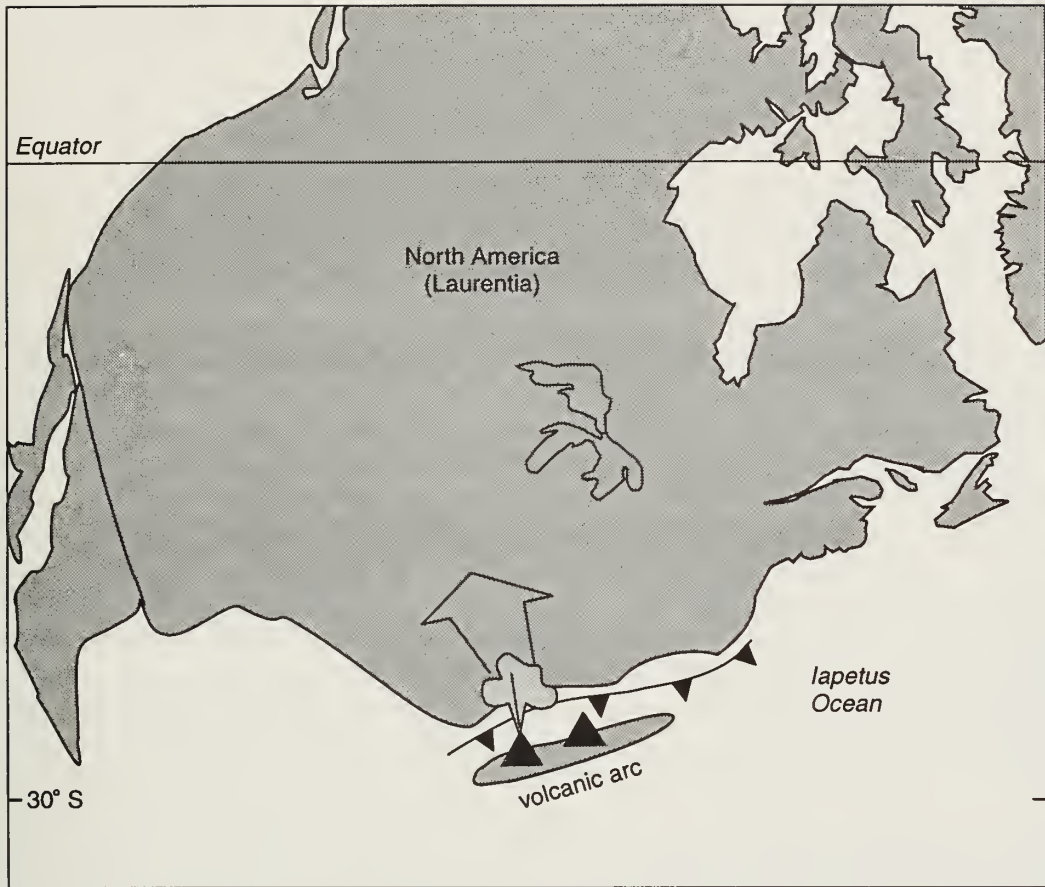 Equator
North America
(Laurentia)
Iapetus
Ocean
volcanic arc
30° S